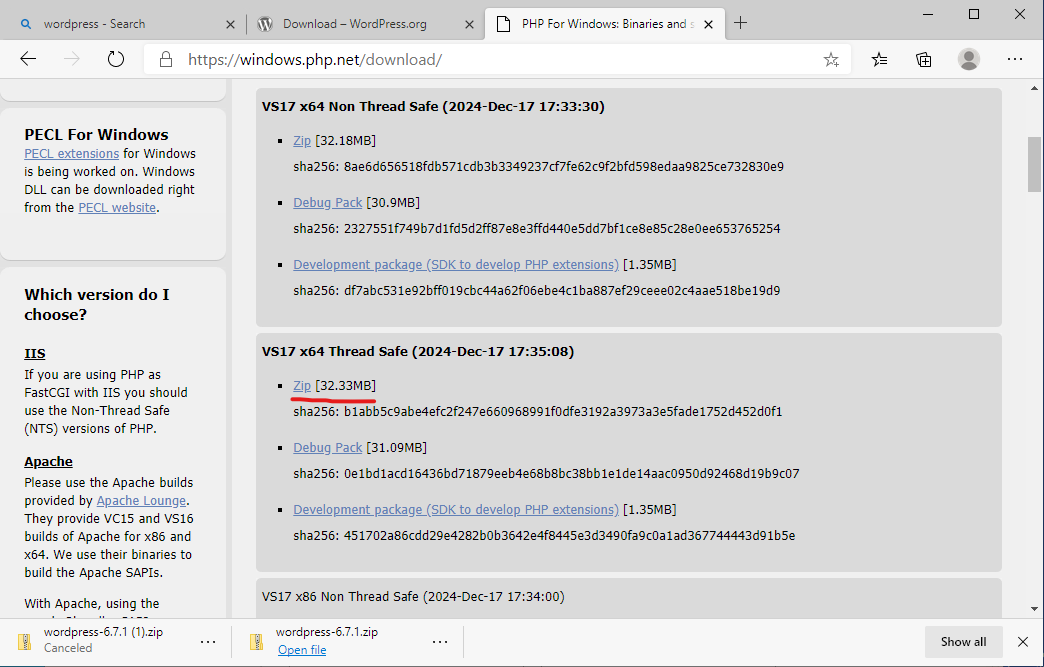 wordpress - Search
Download – WordPress.org
PHP For Windows: Binaries and s
https://windows.php.net/download/
PECL For Windows
PECL extensions for Windows
is being worked on. Windows
DLL can be downloaded right
from the PECL website.
Which version do I
choose?
IIS
If you are using PHP as
FastCGI with IIS you should
use the Non-Thread Safe
(NTS) versions of PHP.
Apache
Please use the Apache builds
provided by Apache Lounge.
They provide VC15 and VS16
builds of Apache for x86 and
x64. We use their binaries to
build the Apache SAPIs.
With Apache, using the
VS17 x64 Non Thread Safe (2024-Dec-17 17:33:30)
Zip [32.18MB]
sha256: 8ae6d656518fdb571cdb3b3349237cf7fe62c9f2bfd598edaa9825ce732830e9
Debug Pack [30.9MB]
sha256: 2327551f749b7d1fd5d2ff87e8e3ffd440e5dd7bf1ce8e85c28e0ee653765254
Development package (SDK to develop PHP extensions) [1.35MB]
sha256: df7abc531e92bff019cbc44a62f06ebe4c1ba887ef29ceee02c4aae518be19d9
VS17 x64 Thread Safe (2024-Dec-17 17:35:08)
Zip [32.33MB]
sha256: b1abb5c9abe4efc2f247e660968991f0dfe3192a3973a3e5fade1752d452d0f1
Debug Pack [31.09MB]
sha256: 0e1bd1acd16436bd71879eeb4e68b8bc38bb1e1de14aac0950d92468d19b9c07
Development package (SDK to develop PHP extensions) [1.35MB]
sha256: 451702a86cdd29e4282b0b3642e4f8445e3d3490fa9c0a1ad367744443d91b5e
VS17 x86 Non Thread Safe (2024-Dec-17 17:34:00)
wordpress-6.7.1 (1).zip
Canceled
wordpress-6.7.1.zip
Open file
Show all